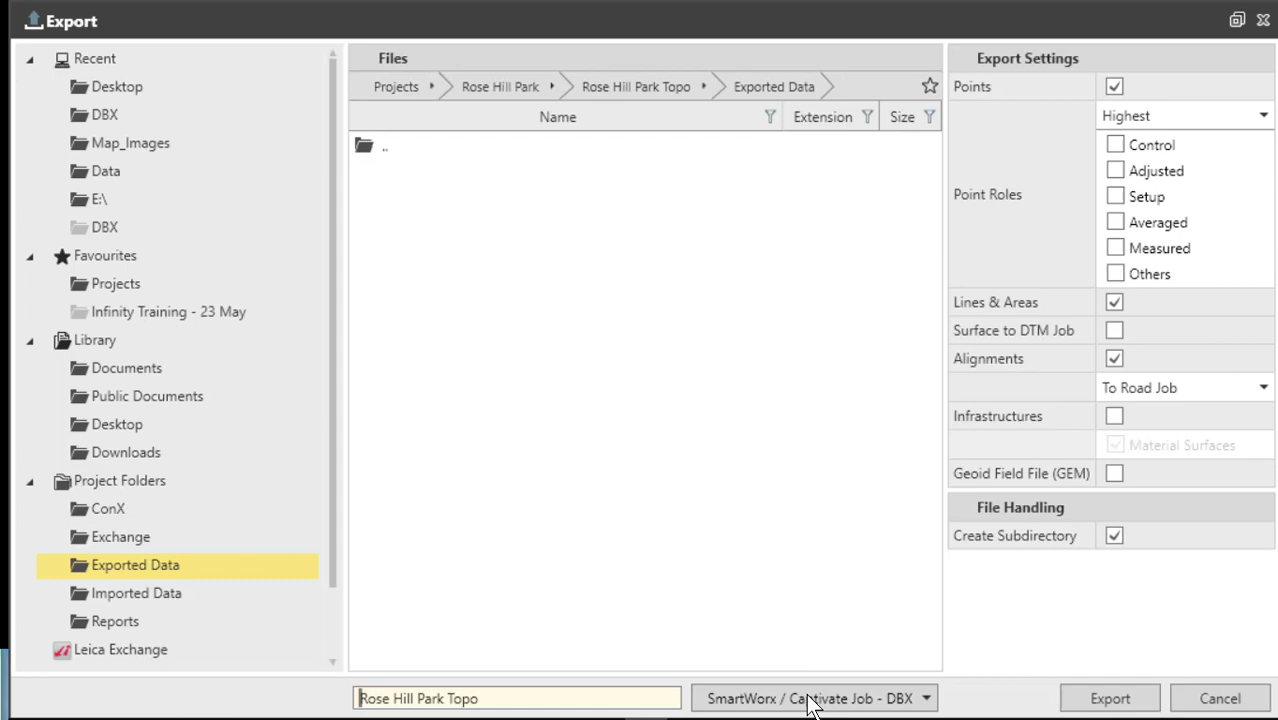 Export
Recent
Desktop
DBX
Map_Images
Data
E:\
DBX
Favourites
Projects
Infinity Training - 23 May
Library
Documents
Public Documents
Desktop
Downloads
Project Folders
ConX
Exchange
Exported Data
Imported Data
Reports
Leica Exchange
Files
Projects Rose Hill Park Rose Hill Park Topo Exported Data
Name Extension Size
..
Rose Hill Park Topo
SmartWorx / Captivate Job - DBX
Export Settings
Points
Highest
Point Roles
Control
Adjusted
Setup
Averaged
Measured
Others
Lines & Areas
Surface to DTM Job
Alignments
To Road Job
Infrastructures
Material Surfaces
Geoid Field File (GEM)
File Handling
Create Subdirectory
Export
Cancel